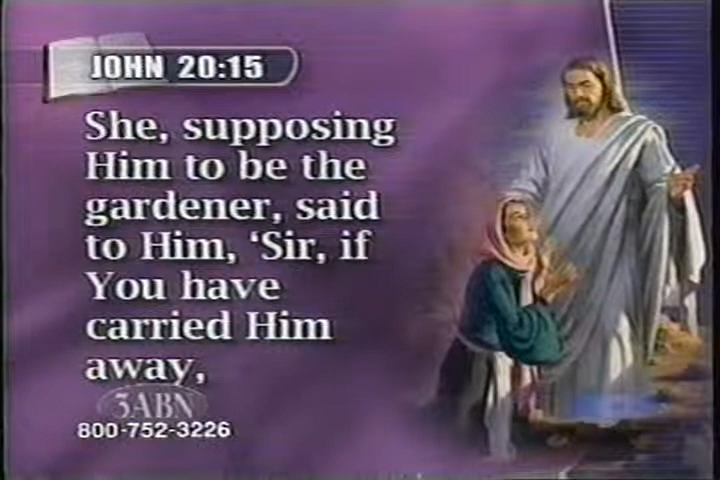 JOHN 20:15
She, supposing
Him to be the
gardener, said
to Him, ‘Sir, if
You have
carried Him
away,
3ABN
800-752-3226